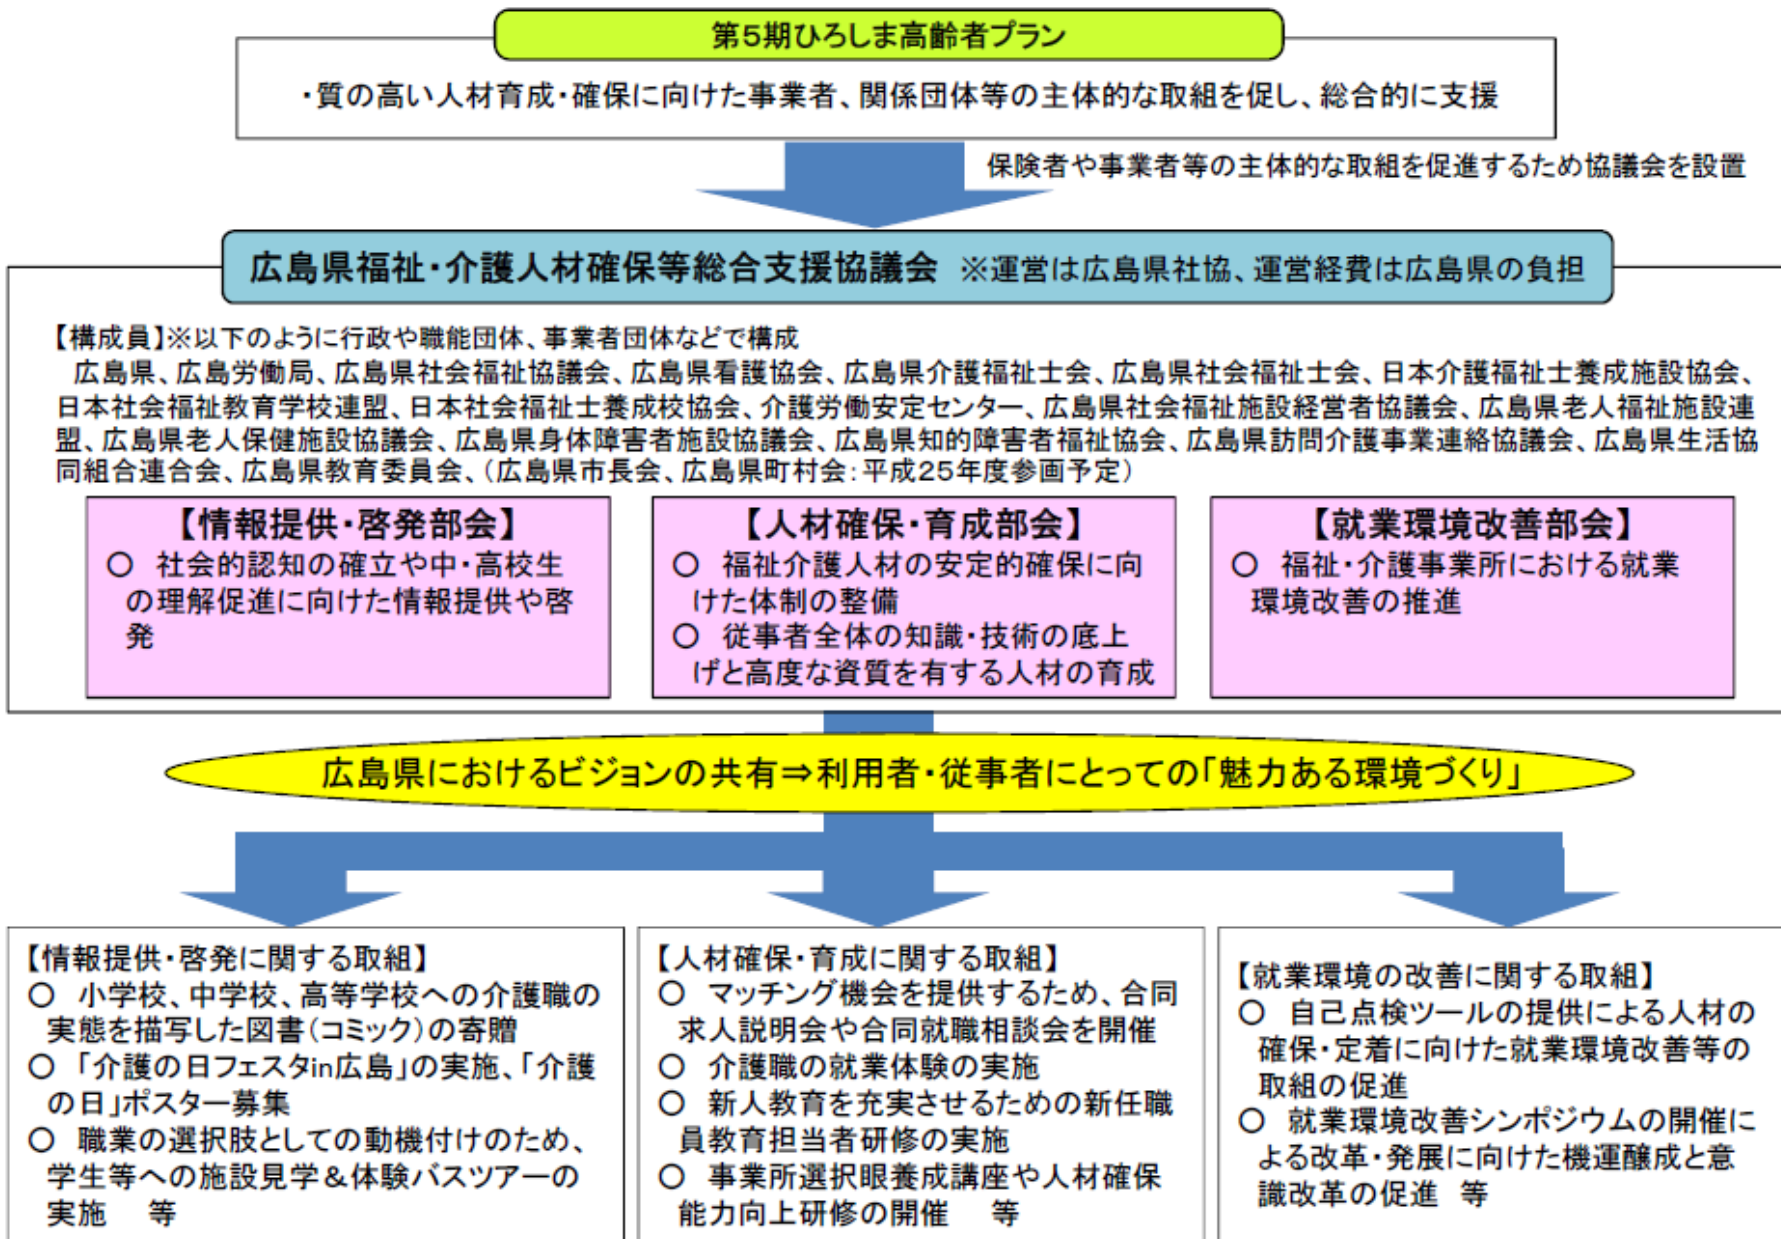 第5期ひろしま高齢者プラン
・質の高い人材育成・確保に向けた事業者、関係団体等の主体的な取組を促し、総合的に支援
保険者や事業者等の主体的な取組を促進するため協議会を設置
広島県福祉・介護人材確保等総合支援協議会 ※運営は広島県社協、運営経費は広島県の負担
【構成員】※以下のように行政や職能団体、事業者団体などで構成
広島県、広島労働局、広島県社会福祉協議会、広島県看護協会、広島県介護福祉士会、広島県社会福祉士会、日本介護福祉士養成施設協会、
日本社会福祉教育学校連盟、日本社会福祉士養成校協会、介護労働安定センター、広島県社会福祉施設経営者協議会、広島県老人福祉施設連
盟、広島県老人保健施設協議会、広島県身体障害者施設協議会、広島県知的障害者福祉協会、広島県訪問介護事業連絡協議会、広島県生活協
同組合連合会、広島県教育委員会、(広島県市長会、広島県町村会:平成25年度参画予定)
【情報提供・啓発部会】
○ 社会的認知の確立や中・高校生
の理解促進に向けた情報提供や啓
発
【人材確保・育成部会】
○ 福祉介護人材の安定的確保に向
けた体制の整備
○ 従事者全体の知識・技術の底上
げと高度な資質を有する人材の育成
【就業環境改善部会】
○ 福祉・介護事業所における就業
環境改善の推進
広島県におけるビジョンの共有⇒利用者・従事者にとっての「魅力ある環境づくり」
【情報提供・啓発に関する取組】
○ 小学校、中学校、高等学校への介護職の
実態を描写した図書(コミック)の寄贈
○ 「介護の日フェスタin広島」の実施、「介護
の日」ポスター募集
○ 職業の選択肢としての動機付けのため、
学生等への施設見学&体験バスツアーの
実施 等
【人材確保・育成に関する取組】
○ マッチング機会を提供するため、合同
求人説明会や合同就職相談会を開催
○ 介護職の就業体験の実施
○ 新人教育を充実させるための新任職
員教育担当者研修の実施
○ 事業所選択眼養成講座や人材確保
能力向上研修の開催 等
【就業環境の改善に関する取組】
○ 自己点検ツールの提供による人材の
確保・定着に向けた就業環境改善等の
取組の促進
○ 就業環境改善シンポジウムの開催に
よる改革・発展に向けた機運醸成と意
識改革の促進 等